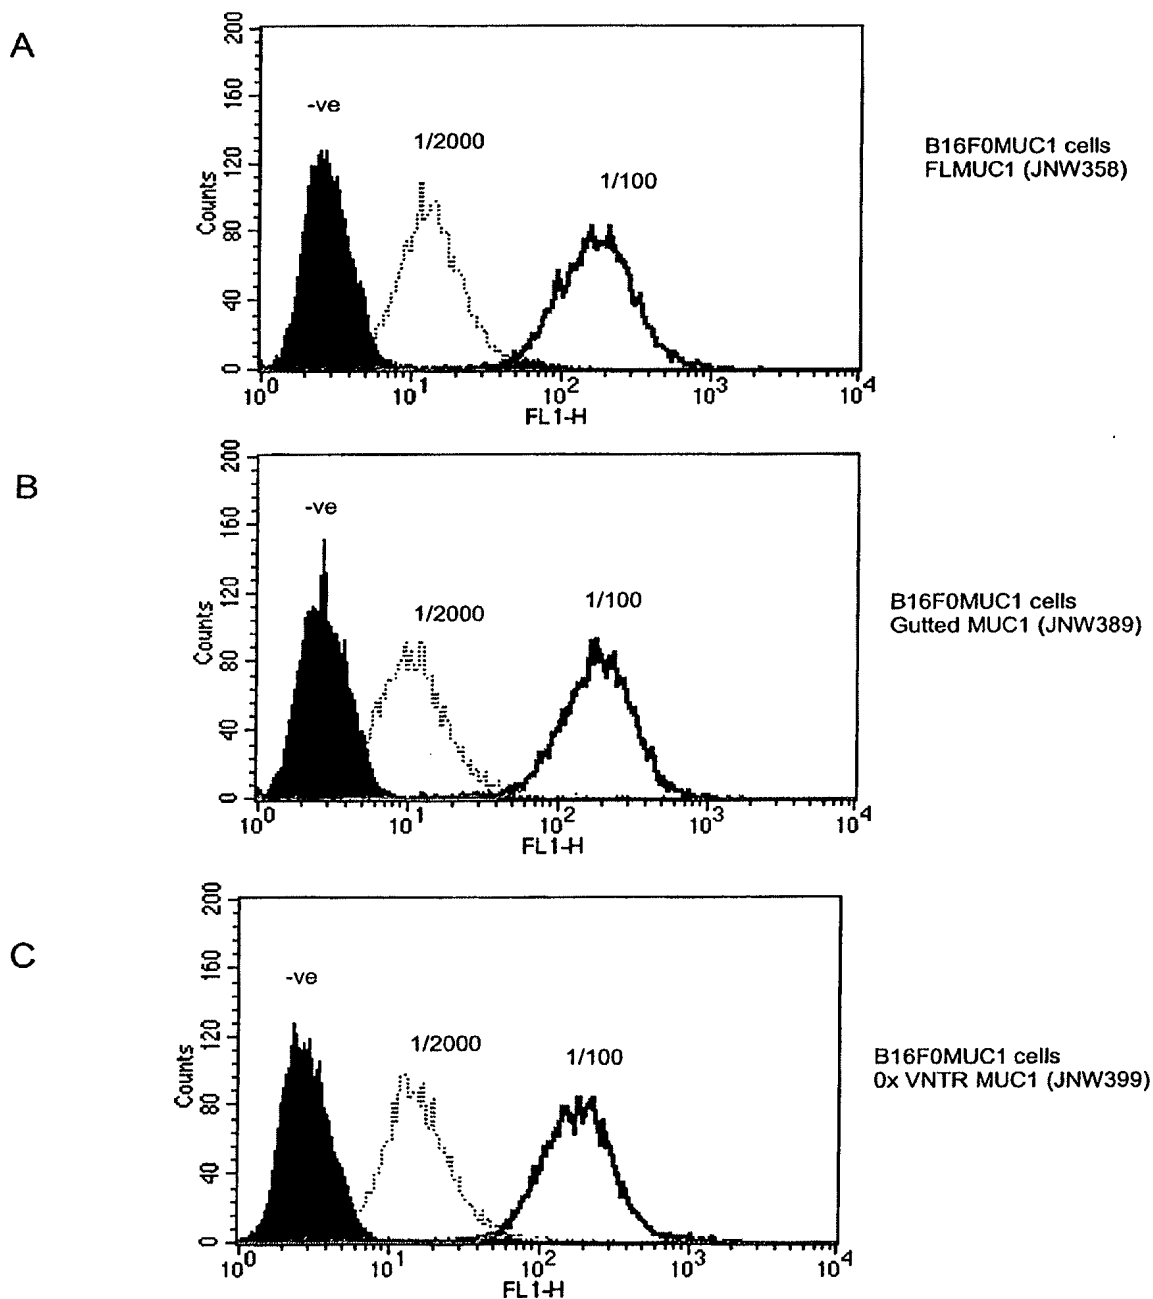 A
200
160
120
80
40
0
Counts
-ve
1/2000
1/100
10^0
10^1
10^2
10^3
10^4
FL1-H
B16F0MUC1 cells
FLMUC1 (JNW358)
B
200
160
120
80
40
0
Counts
-ve
1/2000
1/100
10^0
10^1
10^2
10^3
10^4
FL1-H
B16F0MUC1 cells
Gutted MUC1 (JNW389)
C
200
160
120
80
40
0
Counts
-ve
1/2000
1/100
10^0
10^1
10^2
10^3
10^4
FL1-H
B16F0MUC1 cells
0x VNTR MUC1 (JNW399)